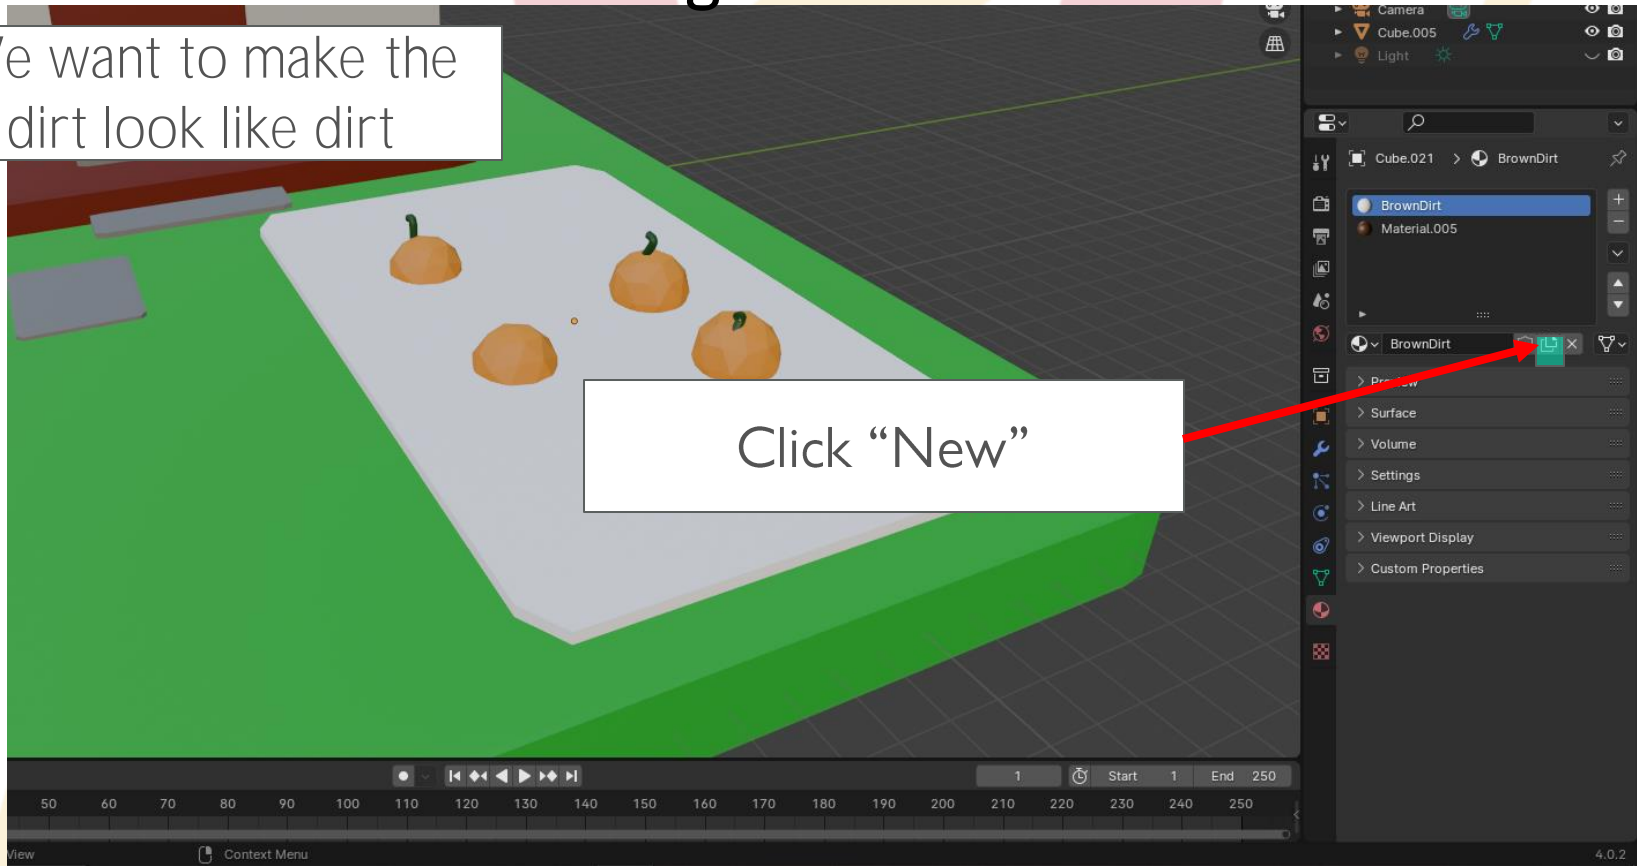 g
Camera
Cube.005
Light
'e want to make the
dirt look like dirt
Cube.021 > BrownDirt
BrownDirt
Material.005
BrownDirt
> Preview
> Surface
> Volume
> Settings
> Line Art
> Viewport Display
> Custom Properties
Click “New”
1 Start 1 End 250
50 60 70 80 90 100 110 120 130 140 150 160 170 180 190 200 210 220 230 240 250
View Context Menu 4.0.2